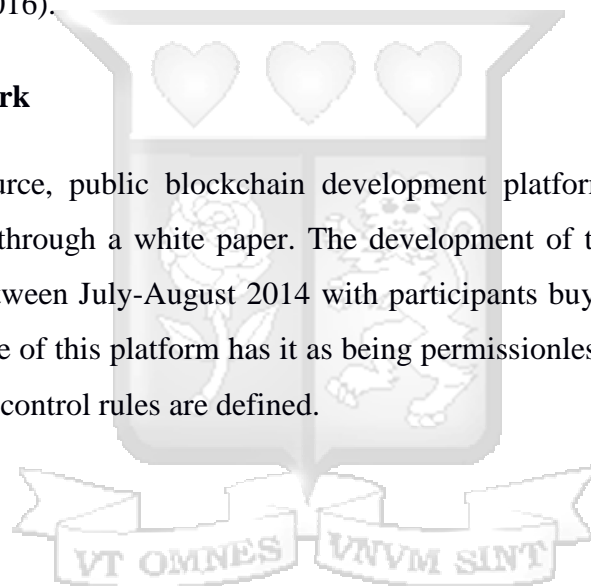 016).
rk
urce, public blockchain development platform
through a white paper. The development of t
tween July-August 2014 with participants buy
e of this platform has it as being permissionles
control rules are defined.
VT OMNES VNVM SINT